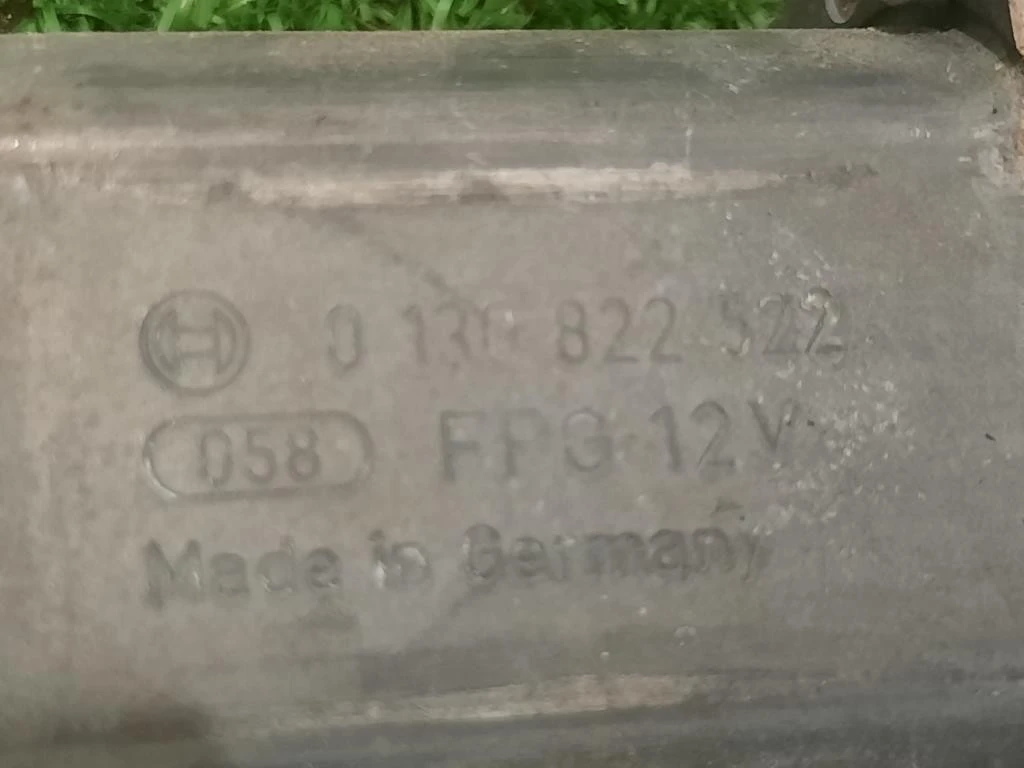 0 130 822 522
058 FPG 12V
Made in Germany